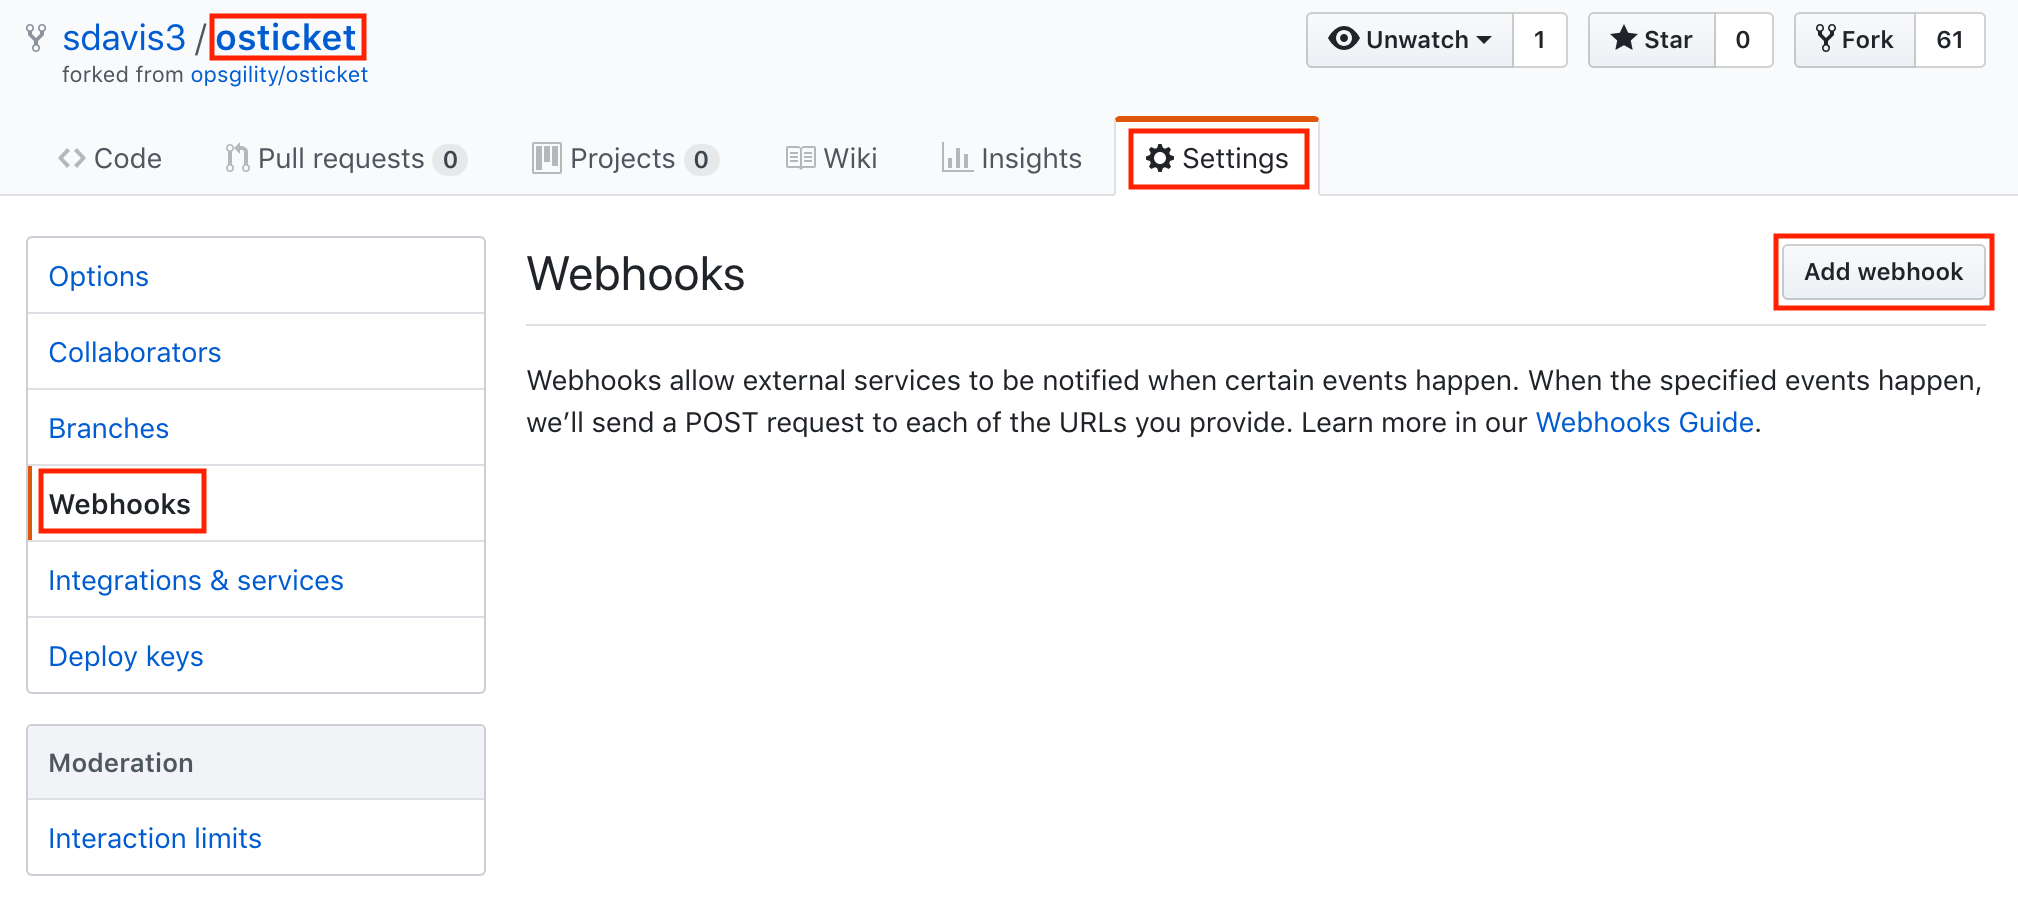 sdavis3 / osticket
forked from opsgility/osticket
Unwatch 1
Star 0
Fork 61
Code
Pull requests 0
Projects 0
Wiki
Insights
Settings
Options
Collaborators
Branches
Webhooks
Integrations & services
Deploy keys
Moderation
Interaction limits
Webhooks
Add webhook
Webhooks allow external services to be notified when certain events happen. When the specified events happen,
we’ll send a POST request to each of the URLs you provide. Learn more in our Webhooks Guide.